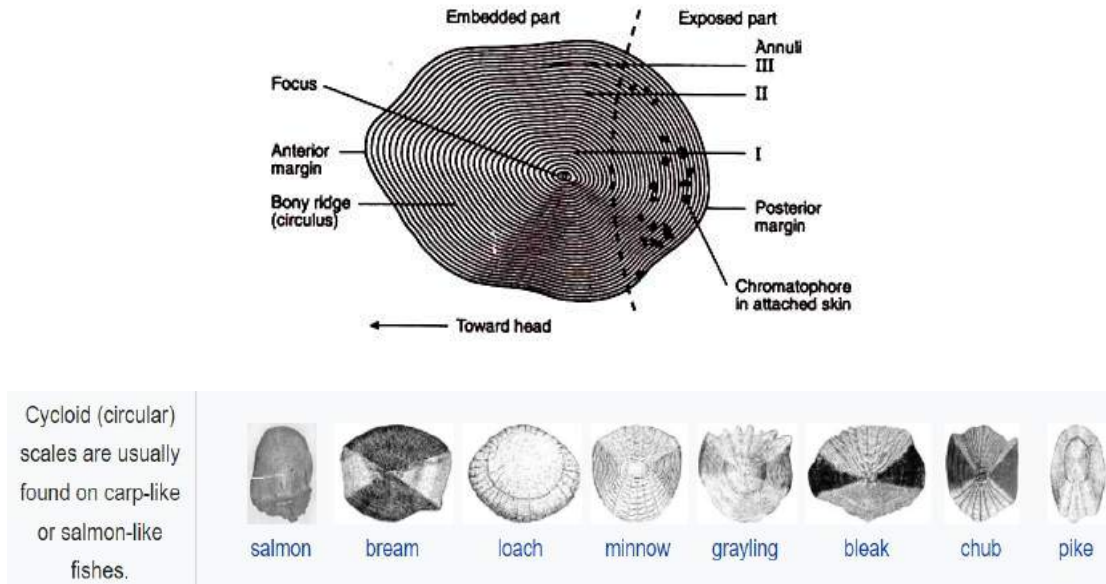 Embedded part
Exposed part
Annuli
III
II
I
Focus
Anterior
margin
Bony ridge
(circulus)
Posterior
margin
Chromatophore
in attached skin
Toward head
Cycloid (circular)
scales are usually
found on carp-like
or salmon-like
fishes.
salmon
bream
loach
minnow
grayling
bleak
chub
pike